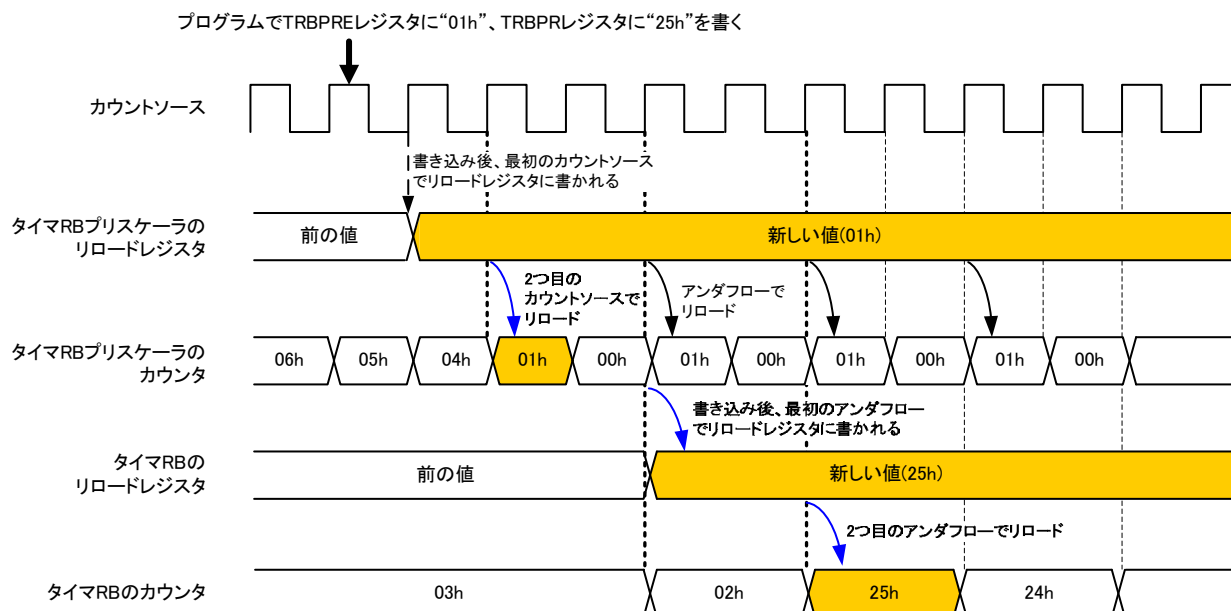 プログラムでTRBPREレジスタに“01h”、TRBPRレジスタに“25h”を書く
カウントソース
書き込み後、最初のカウントソース
でリロードレジスタに書かれる
タイマRBプリスケーラの
リロードレジスタ
前の値
新しい値(01h)
2つ目の
カウントソースで
リロード
アンダフローで
リロード
タイマRBプリスケーラの
カウンタ
06h 05h 04h 01h 00h 01h 00h 01h 00h 01h 00h
書き込み後、最初のアンダフロー
でリロードレジスタに書かれる
タイマRBの
リロードレジスタ
前の値
新しい値(25h)
2つ目のアンダフローでリロード
タイマRBのカウンタ
03h 02h 25h 24h